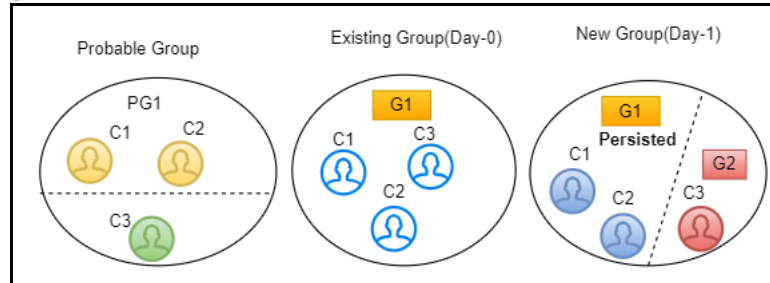 Probable Group
PG1
C1
C2
C3
Existing Group(Day-0)
G1
C1
C3
C2
New Group(Day-1)
G1
Persisted
C1
G2
C2
C3